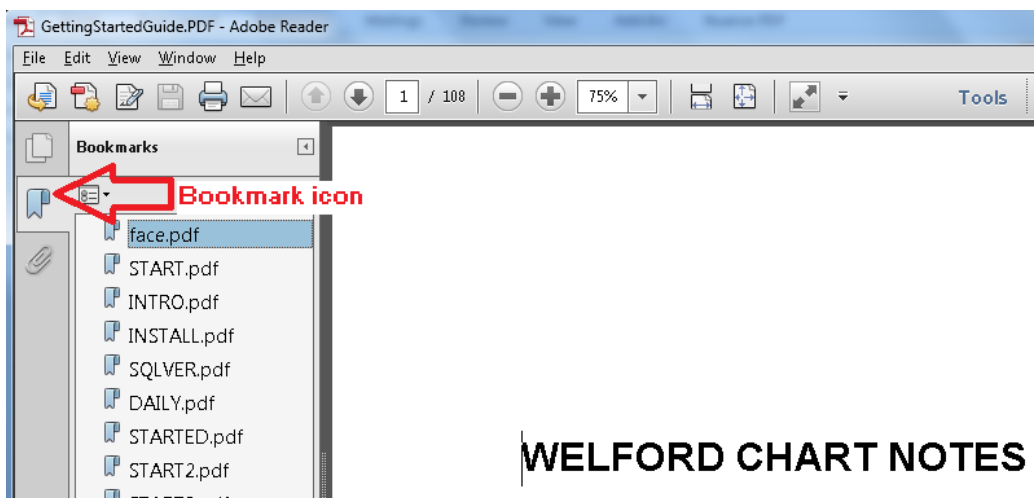 GettingStartedGuide.PDF - Adobe Reader
File Edit View Window Help
1 / 108 75% Tools
Bookmarks
Bookmark icon
face.pdf
START.pdf
INTRO.pdf
INSTALL.pdf
SQLVER.pdf
DAILY.pdf
STARTED.pdf
START2.pdf
WELFORD CHART NOTES